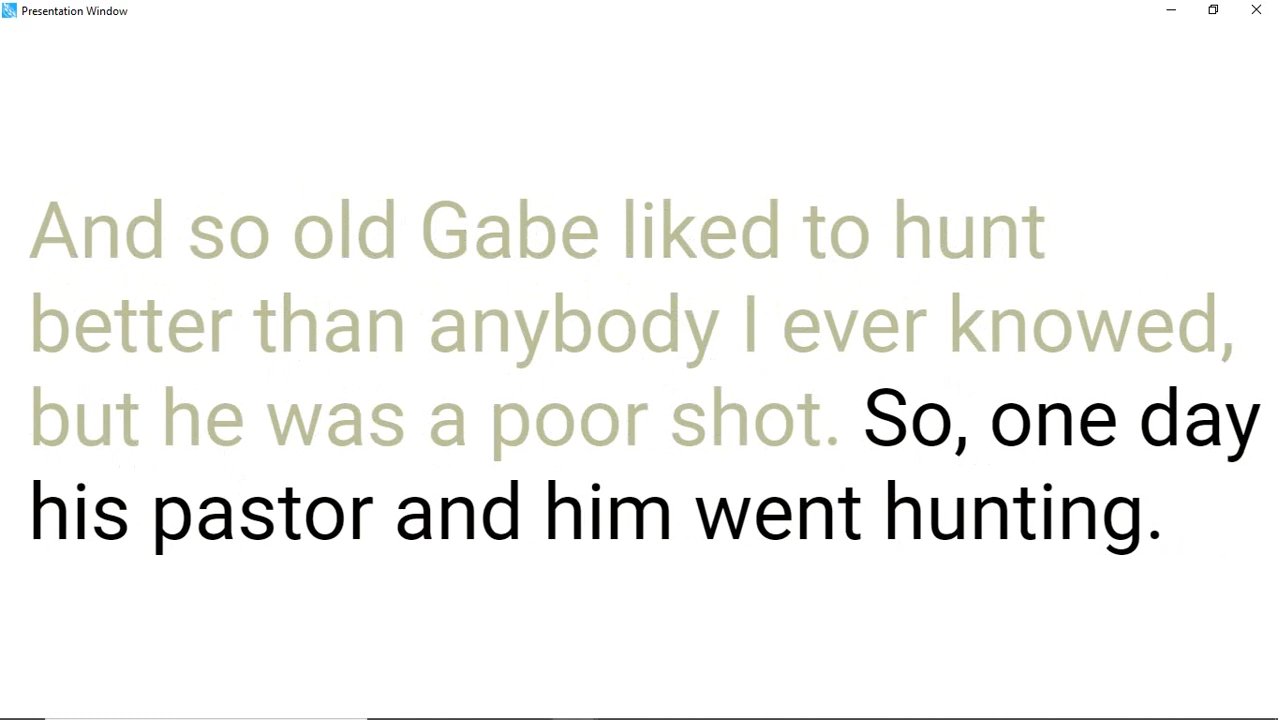 Presentation Window
And so old Gabe liked to hunt
better than anybody I ever knowed,
but he was a poor shot. So, one day
his pastor and him went hunting.